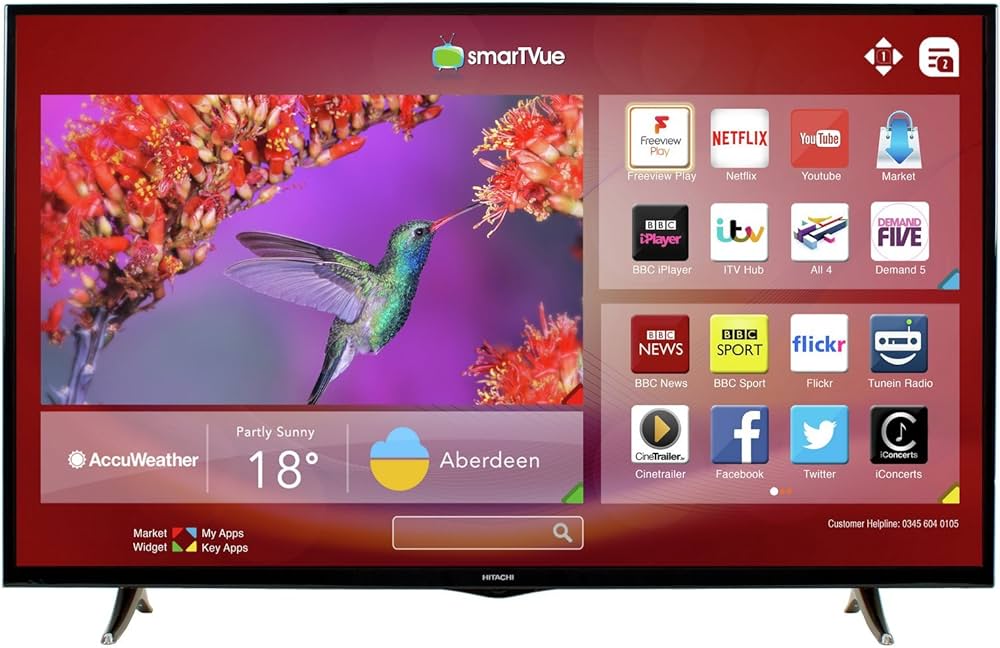 smarTVue
1
2
Freeview
Play
Freeview Play
NETFLIX
Netflix
YouTube
Youtube
Market
BBC
iPlayer
BBC iPlayer
itv
ITV Hub
4
All 4
DEMAND
FIVE
Demand 5
BBC
NEWS
BBC News
BBC
SPORT
BBC Sport
flickr
Flickr
Tunein Radio
CineTrailer
Cinetrailer
f
Facebook
Twitter
iConcerts
iConcerts
AccuWeather
Partly Sunny
18°
Aberdeen
Market
My Apps
Widget
Key Apps
Customer Helpline: 0345 604 0105
HITACHI